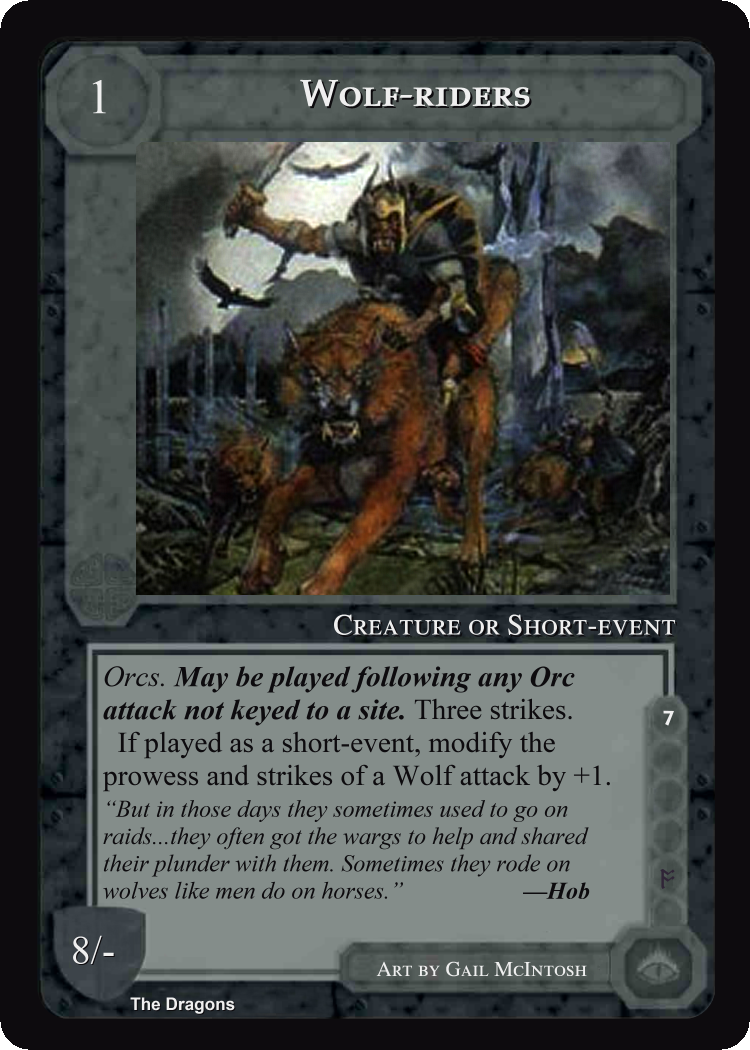 1
WOLF-RIDERS
CREATURE OR SHORT-EVENT
Orcs. May be played following any Orc
attack not keyed to a site. Three strikes.
If played as a short-event, modify the
prowess and strikes of a Wolf attack by +1.
“But in those days they sometimes used to go on
raids...they often got the wargs to help and shared
their plunder with them. Sometimes they rode on
wolves like men do on horses.” —Hob
7
8/-
ART BY GAIL MCINTOSH
The Dragons